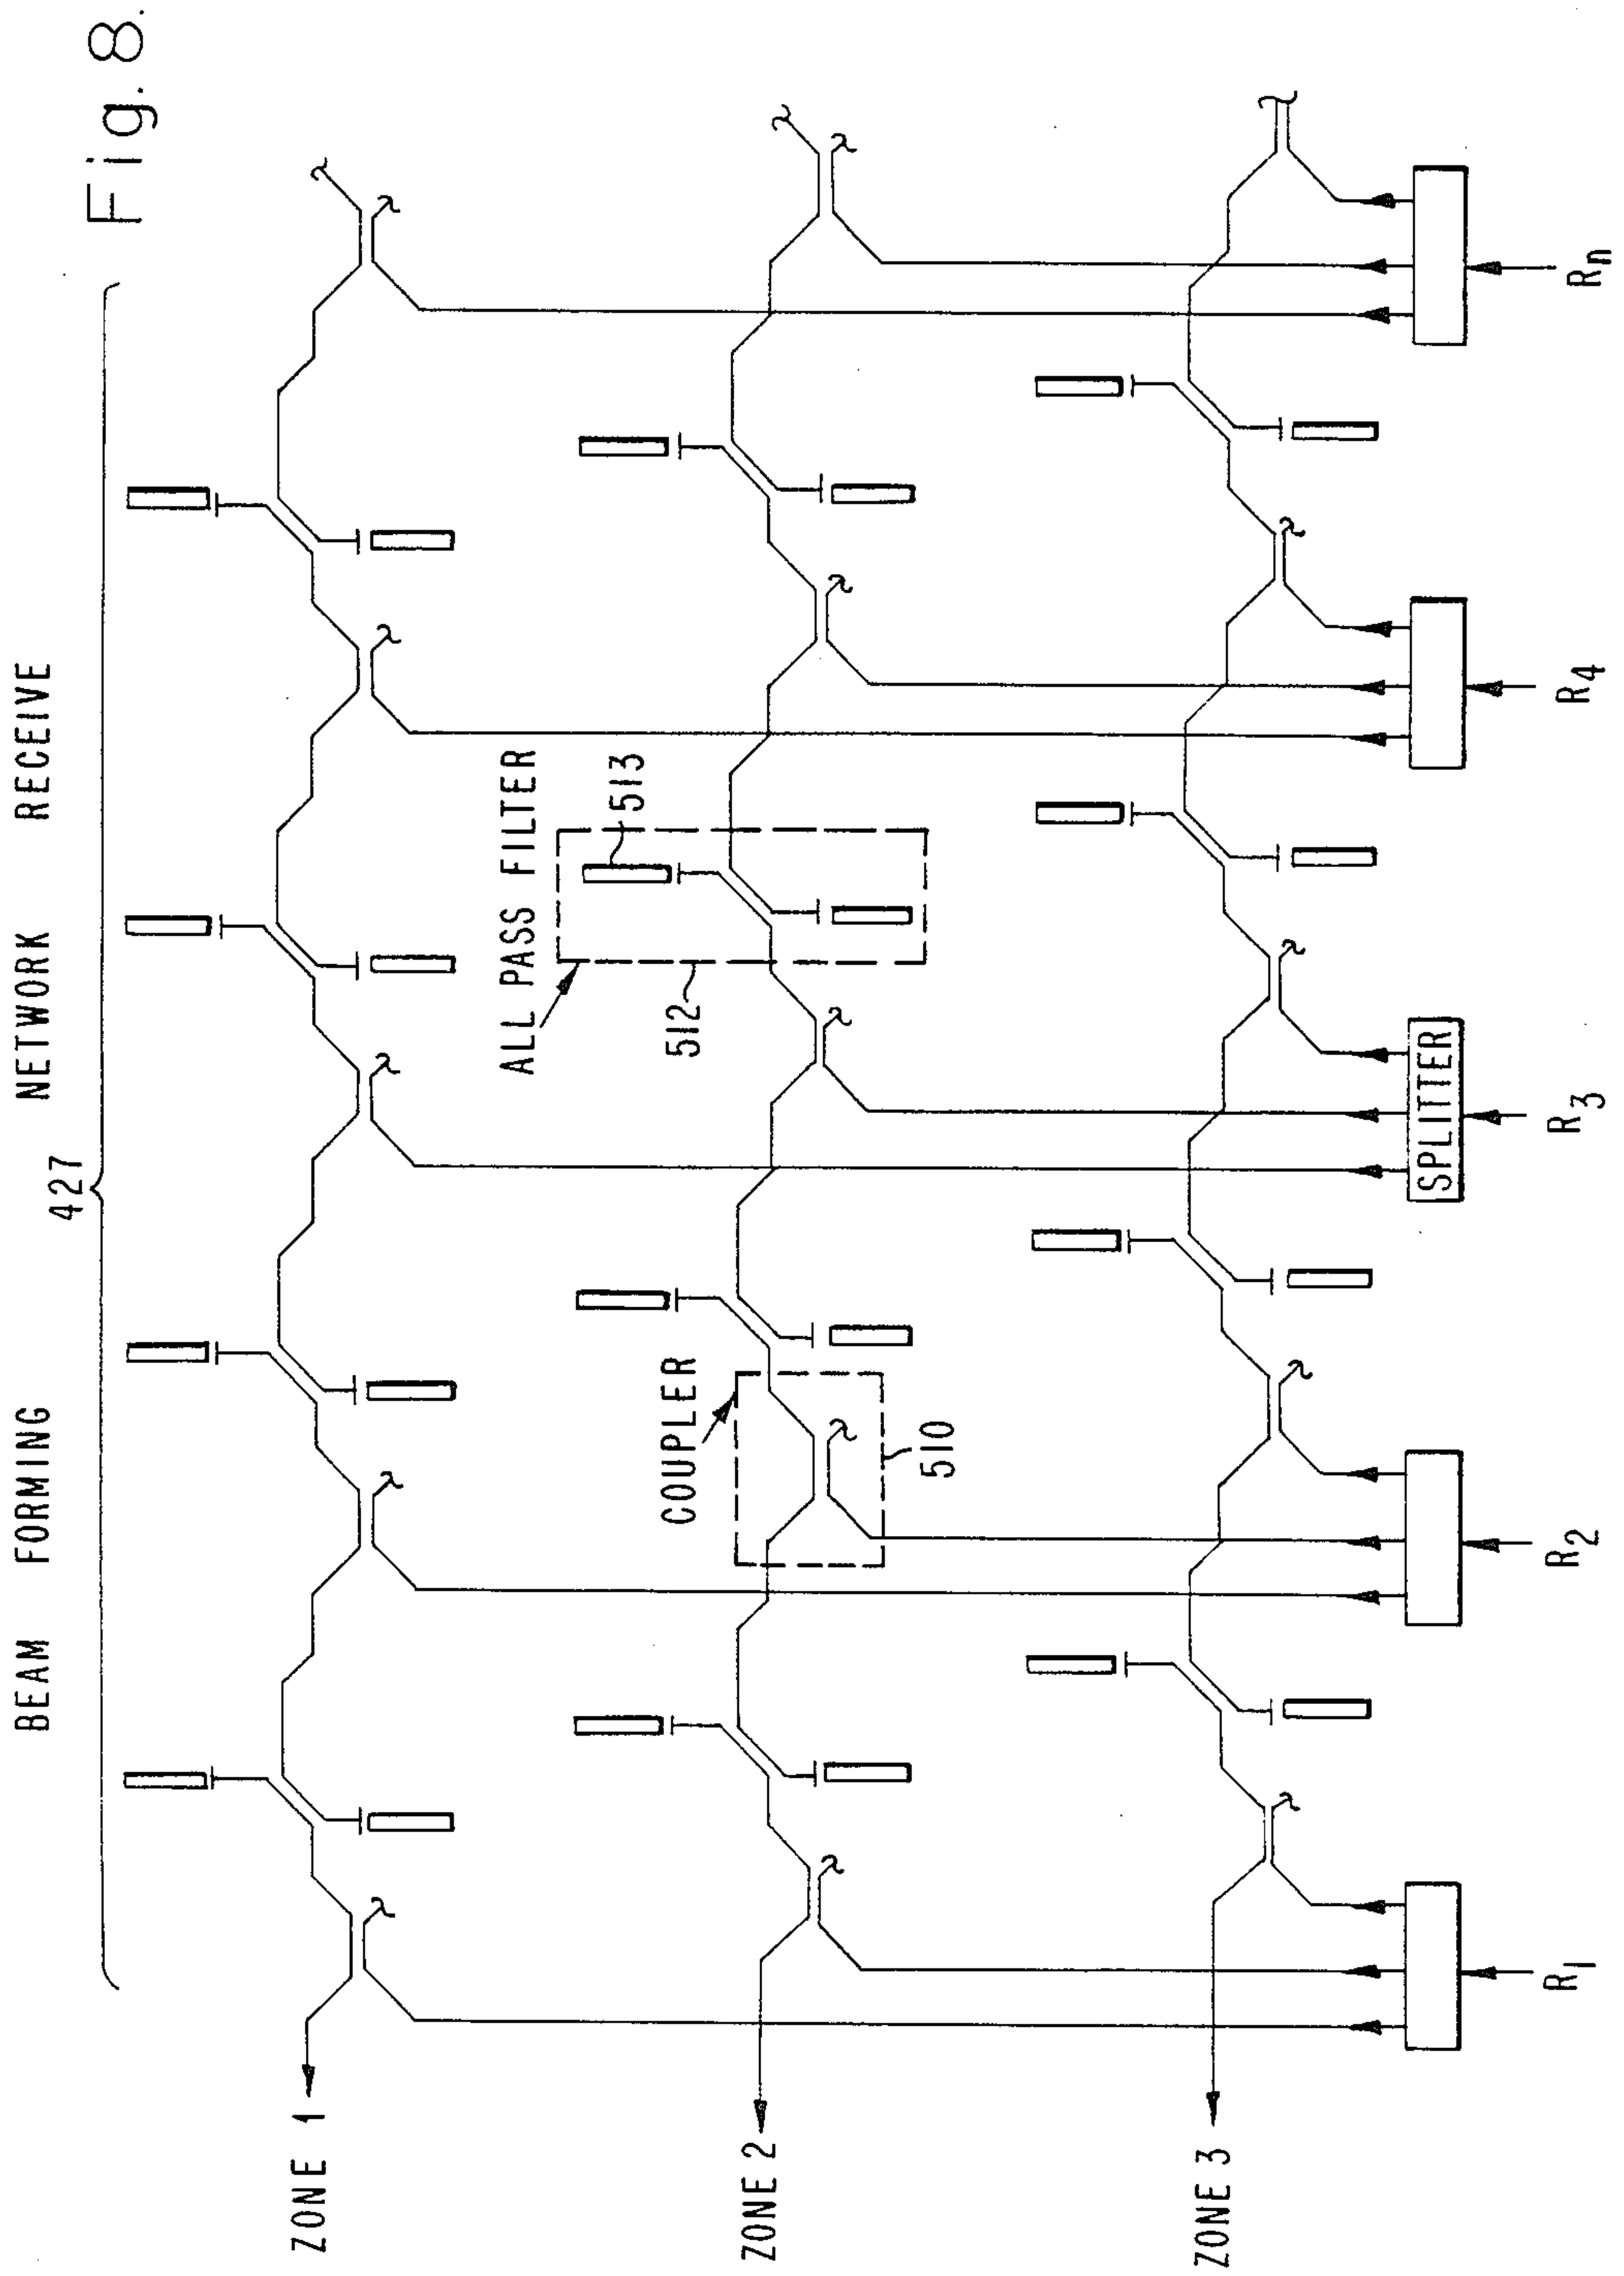 Fig. 8.
BEAM FORMING NETWORK RECEIVE
427
ALL PASS FILTER
513
512
COUPLER
510
ZONE 1
ZONE 2
ZONE 3
SPLITTER
R1
R2
R3
R4
Rn